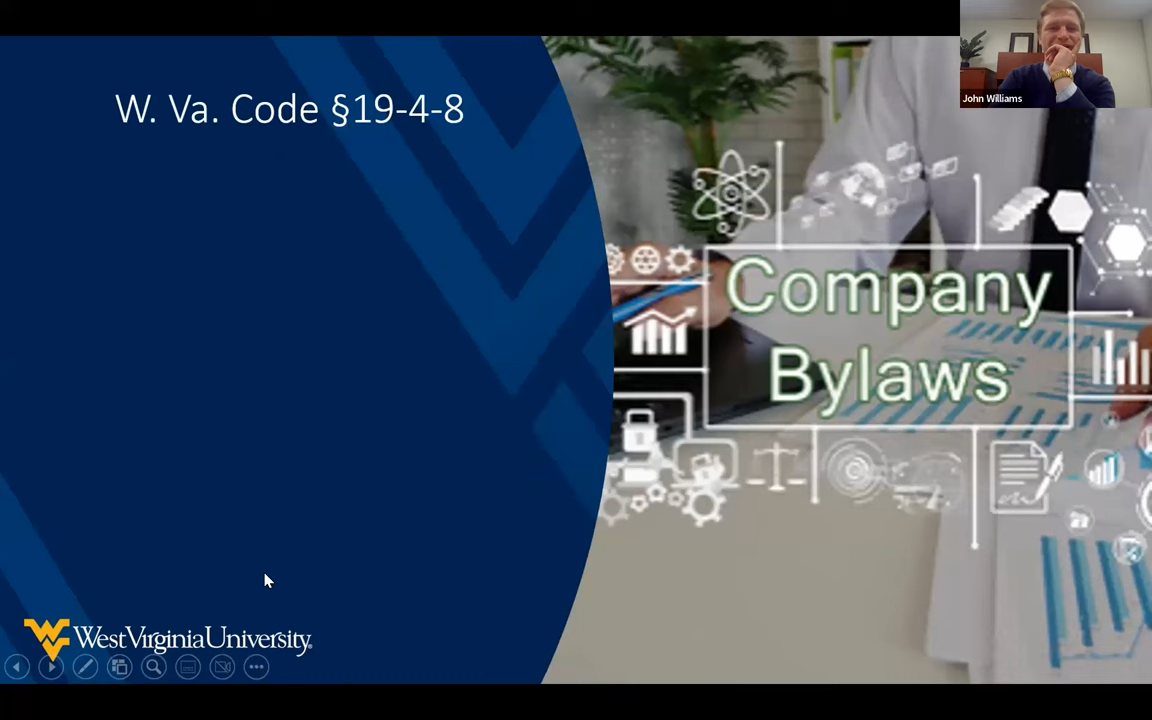 W. Va. Code §19-4-8
John Williams
Company
Bylaws
WestVirginiaUniversity®